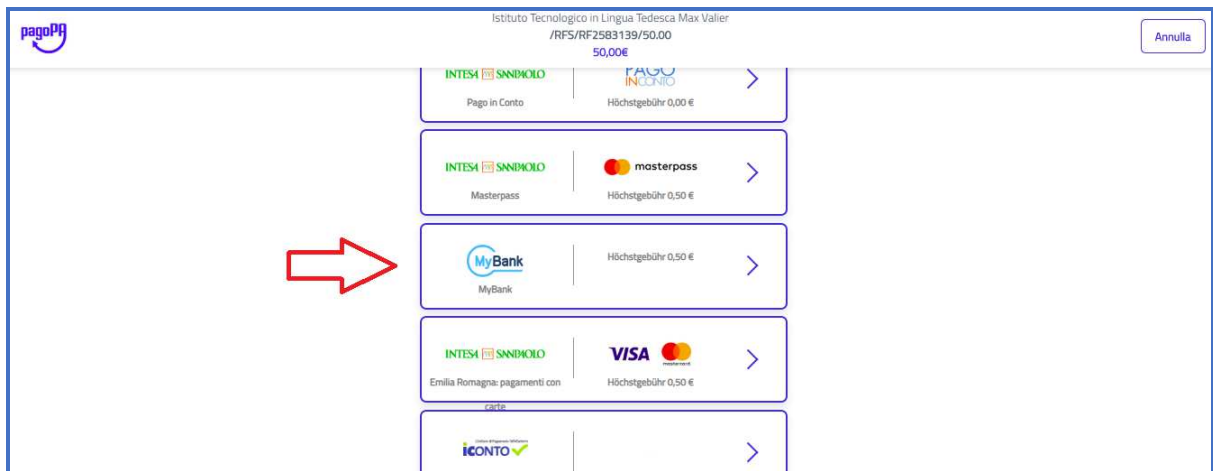 pagoPA
Istituto Tecnologico in Lingua Tedesca Max Valier
/RFS/RF2583139/50.00
50,00€
Annulla
INTESA SANPAOLO
PAGO
INCONTO
Pago in Conto
Höchstgebühr 0,00 €
INTESA SANPAOLO
masterpass
Masterpass
Höchstgebühr 0,50 €
MyBank
Höchstgebühr 0,50 €
MyBank
INTESA SANPAOLO
VISA
mastercard
Emilia Romagna: pagamenti con
carte
Höchstgebühr 0,50 €
iCONTO